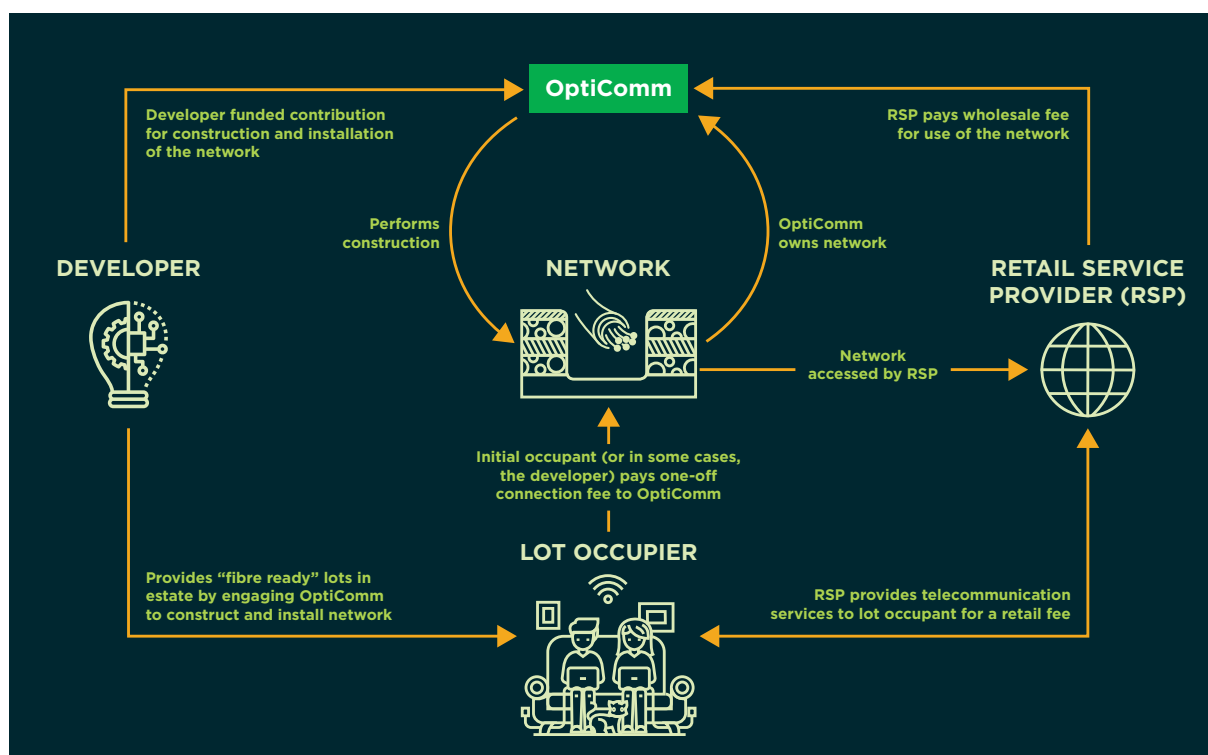 OptiComm
Developer funded contribution
for construction and installation
of the network
RSP pays wholesale fee
for use of the network
Performs
construction
OptiComm
owns network
DEVELOPER
NETWORK
RETAIL SERVICE
PROVIDER (RSP)
Network
accessed by RSP
Initial occupant (or in some cases,
the developer) pays one-off
connection fee to OptiComm
LOT OCCUPIER
Provides “fibre ready” lots in
estate by engaging OptiComm
to construct and install network
RSP provides telecommunication
services to lot occupant for a retail fee